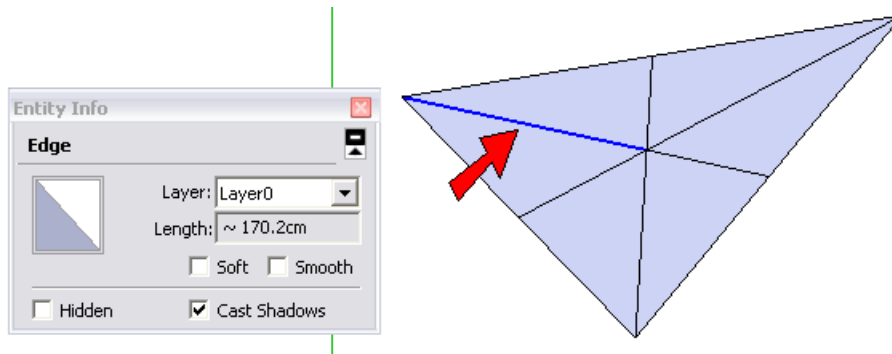 Entity Info
Edge
Layer: Layer0
Length: ~ 170.2cm
Soft Smooth
Hidden Cast Shadows